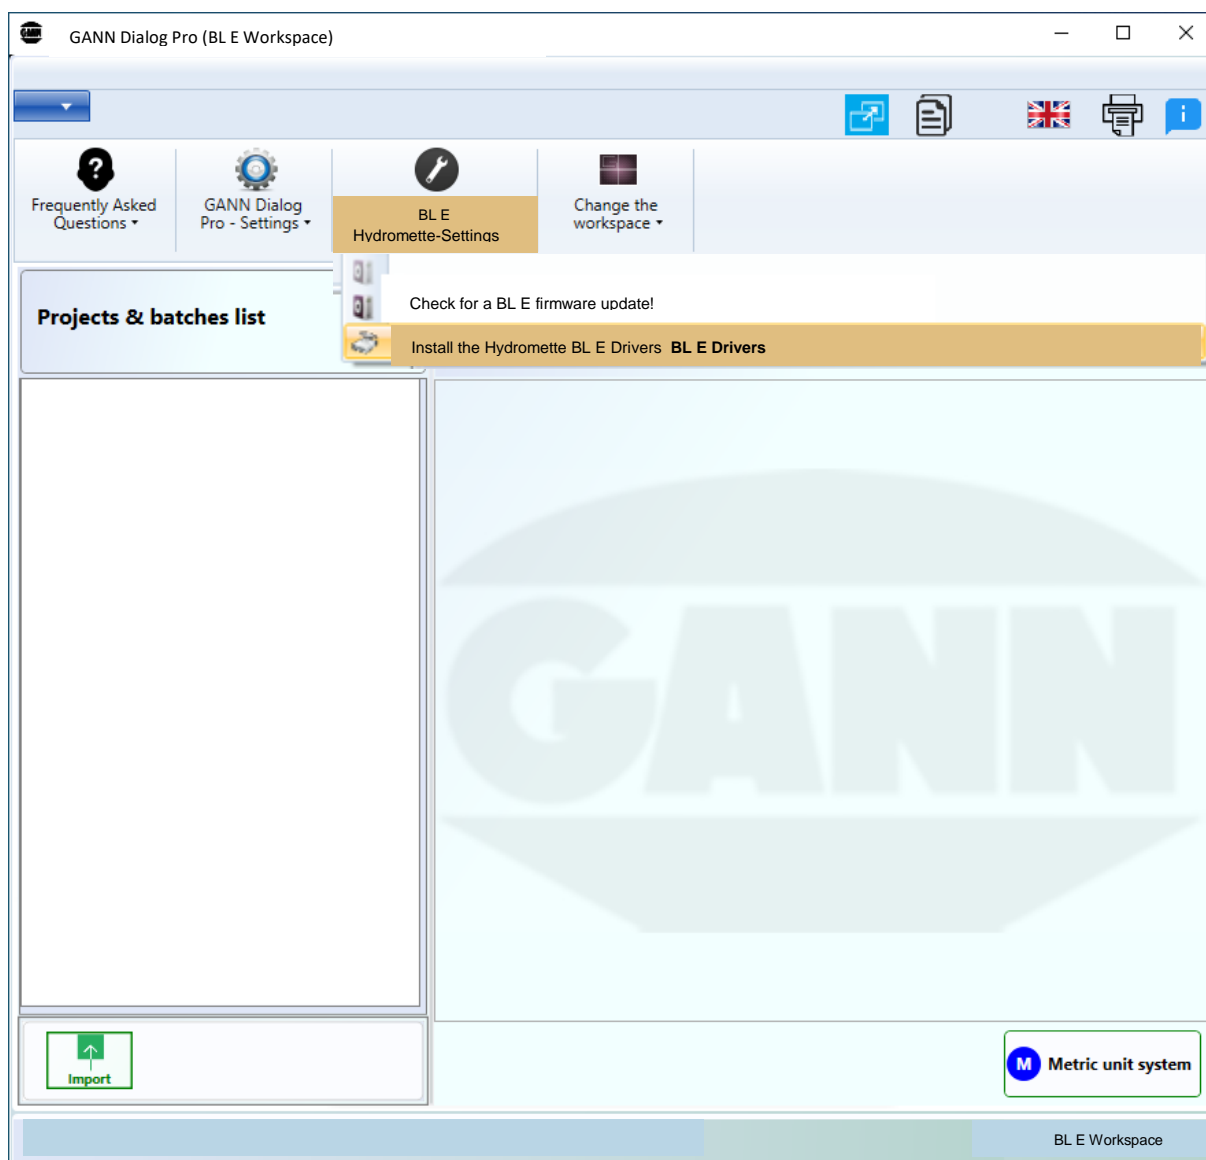 GANN Dialog Pro (BL E Workspace)
Frequently Asked
Questions
GANN Dialog
Pro - Settings
BL E
Hydromette-Settings
Change the
workspace
Projects & batches list
Check for a BL E firmware update!
Install the Hydromette BL E Drivers BL E Drivers
GANN
Import
M Metric unit system
BL E Workspace